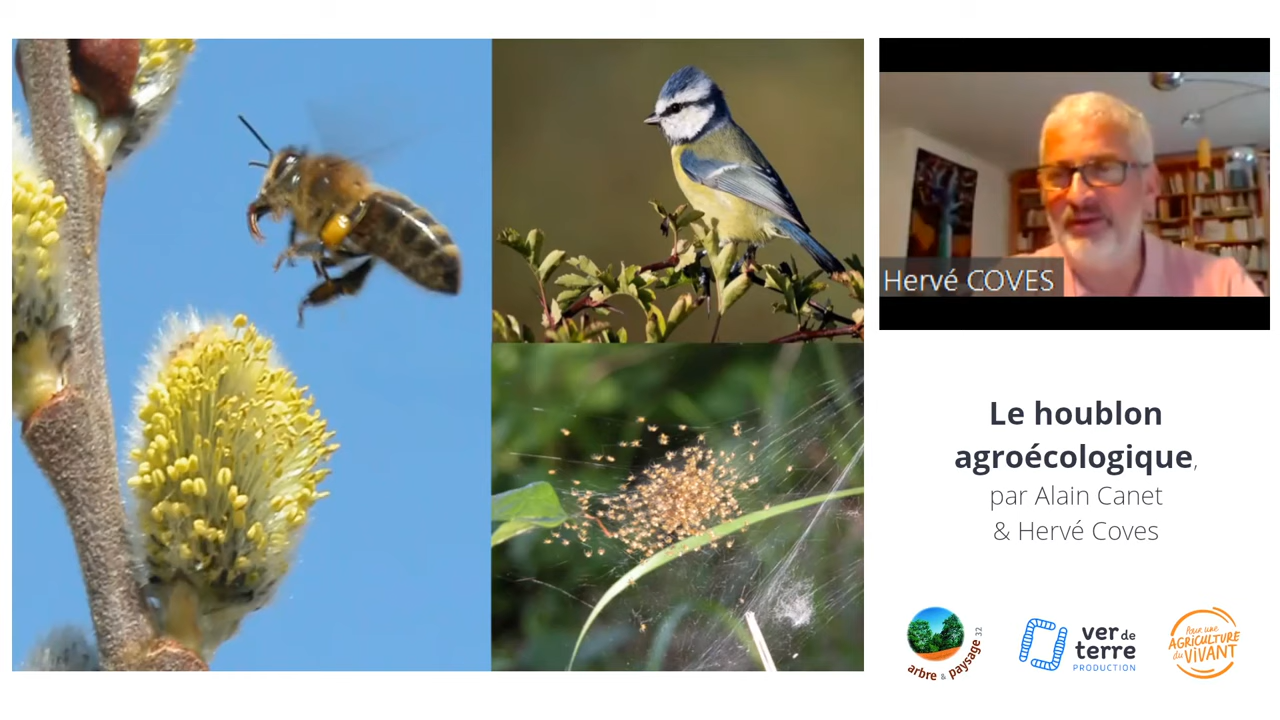 Hervé COVES
Le houblon
agroécologique,
par Alain Canet
& Hervé Coves
arbre & paysage 32
ver de
terre
PRODUCTION
Pour une
AGRICULTURE
du ViVANT